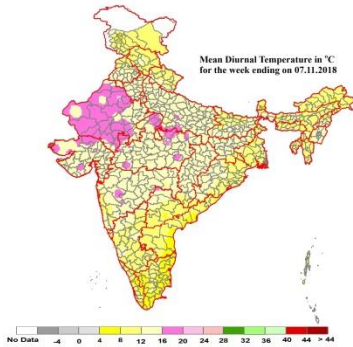 Mean Diurnal Temperature in °C
for the week ending on 07.11.2018
No Data -4 0 4 8 12 16 20 24 28 32 36 40 44 > 44